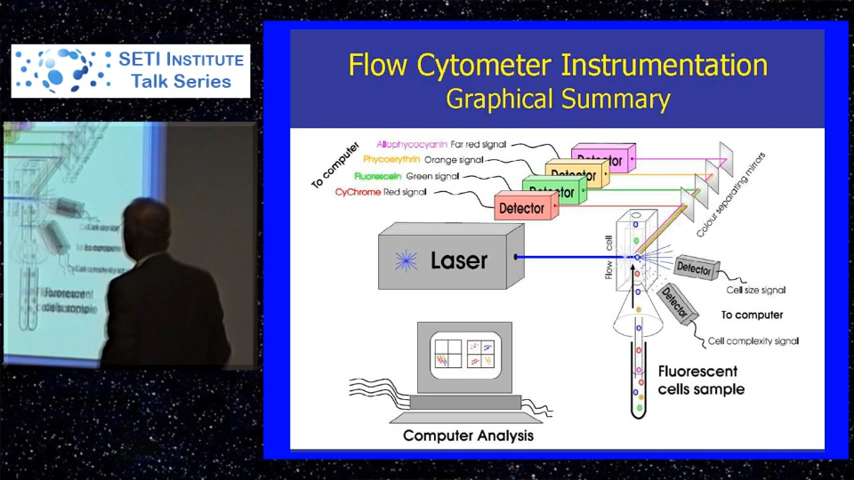 SETI INSTITUTE
Talk Series
Flow Cytometer Instrumentation
Graphical Summary
Allophycocyanin Far red signal
Phycoerythrin Orange signal
Fluorescein Green signal
CyChrome Red signal
To computer
Detector
Detector
Detector
Detector
Colour separating mirrors
Laser
Flow cell
Detector
Cell size signal
Detector
To computer
Cell complexity signal
Fluorescent
cells sample
Computer Analysis
Fluorescent